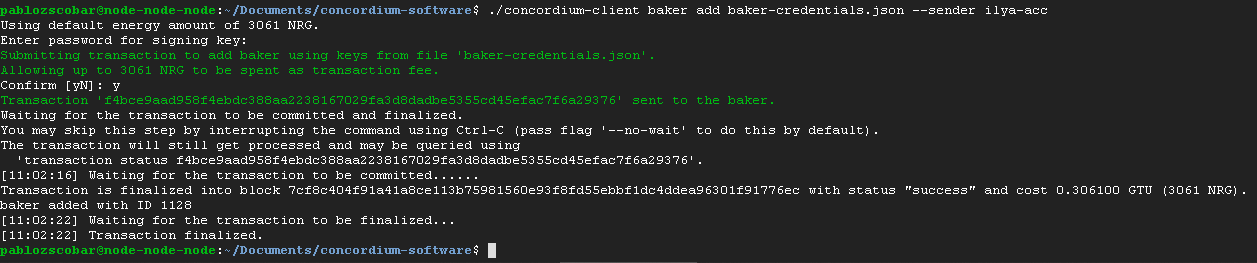 pablozscobar@node-node-node:~/Documents/concordium-software$ ./concordium-client baker add baker-credentials.json --sender ilya-acc
Using default energy amount of 3061 NRG.
Enter password for signing key:
Submitting transaction to add baker using keys from file 'baker-credentials.json'.
Allowing up to 3061 NRG to be spent as transaction fee.
Confirm [yN]: y
Transaction 'f4bce9aad958f4ebdc388aa2238167029fa3d8dadbe5355cd45efac7f6a29376' sent to the baker.
Waiting for the transaction to be committed and finalized.
You may skip this step by interrupting the command using Ctrl-C (pass flag '--no-wait' to do this by default).
The transaction will still get processed and may be queried using
  'transaction status f4bce9aad958f4ebdc388aa2238167029fa3d8dadbe5355cd45efac7f6a29376'.
[11:02:16] Waiting for the transaction to be committed......
Transaction is finalized into block 7cf8c404f91a41a8ce113b75981560e93f8fd55ebbf1dc4ddea96301f91776ec with status "success" and cost 0.306100 GTU (3061 NRG).
baker added with ID 1128
[11:02:22] Waiting for the transaction to be finalized...
[11:02:22] Transaction finalized.
pablozscobar@node-node-node:~/Documents/concordium-software$